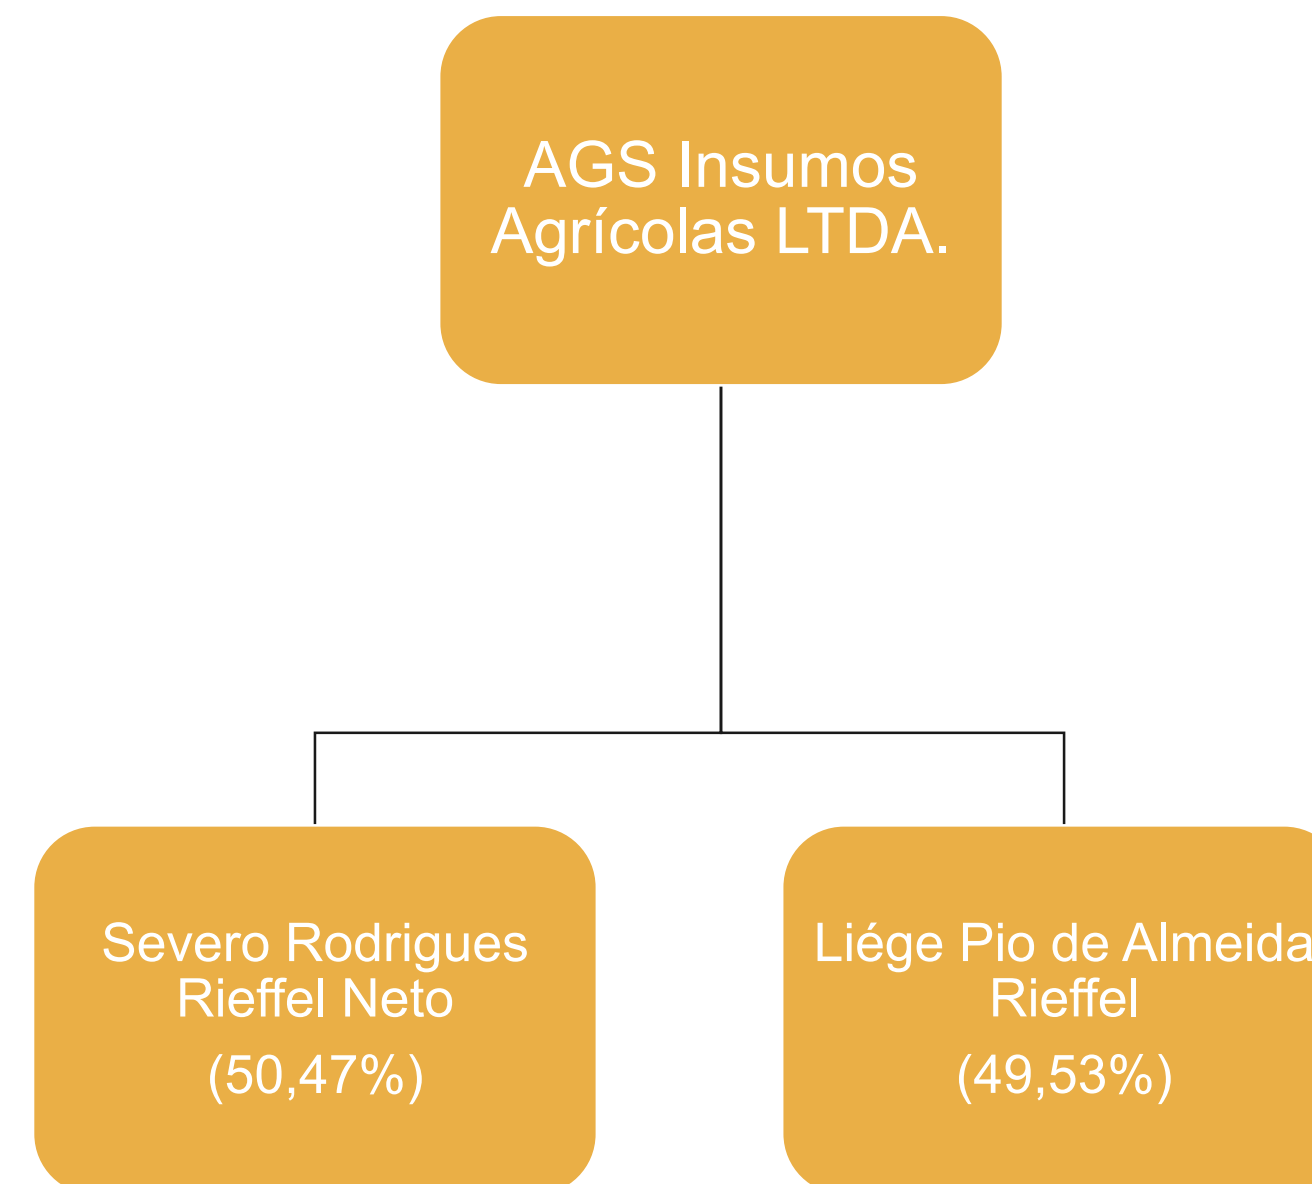 AGS Insumos
Agrícolas LTDA.
Severo Rodrigues
Rieffel Neto
(50,47%)
Liége Pio de Almeida
Rieffel
(49,53%)